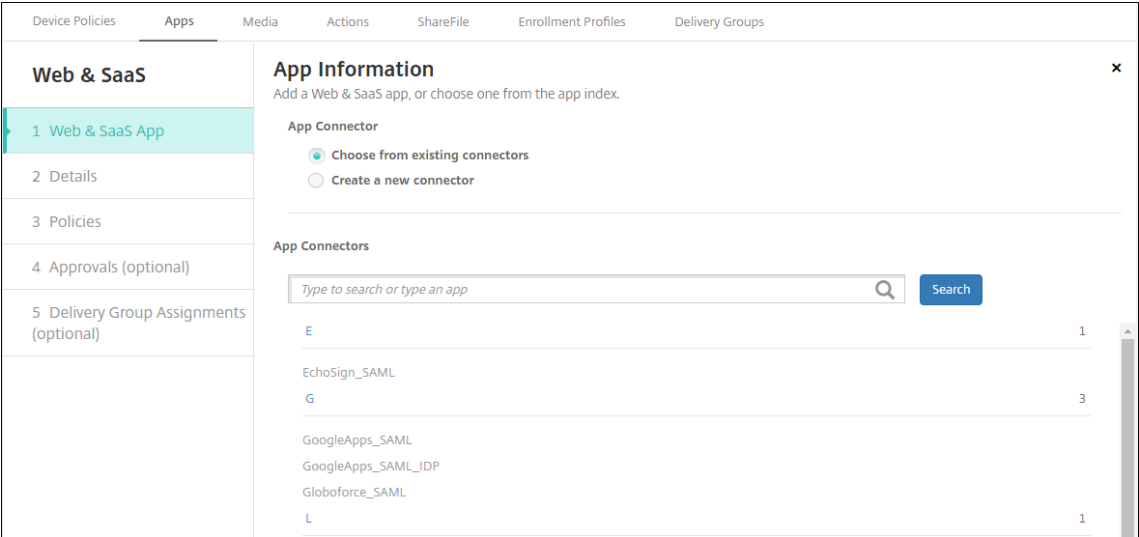 Device Policies Apps Media Actions ShareFile Enrollment Profiles Delivery Groups
Web & SaaS
1 Web & SaaS App
2 Details
3 Policies
4 Approvals (optional)
5 Delivery Group Assignments
(optional)
App Information
Add a Web & SaaS app, or choose one from the app index.
App Connector
Choose from existing connectors
Create a new connector
App Connectors
Type to search or type an app Search
E 1
EchoSign_SAML
G 3
GoogleApps_SAML
GoogleApps_SAML_IDP
Globoforce_SAML
L 1